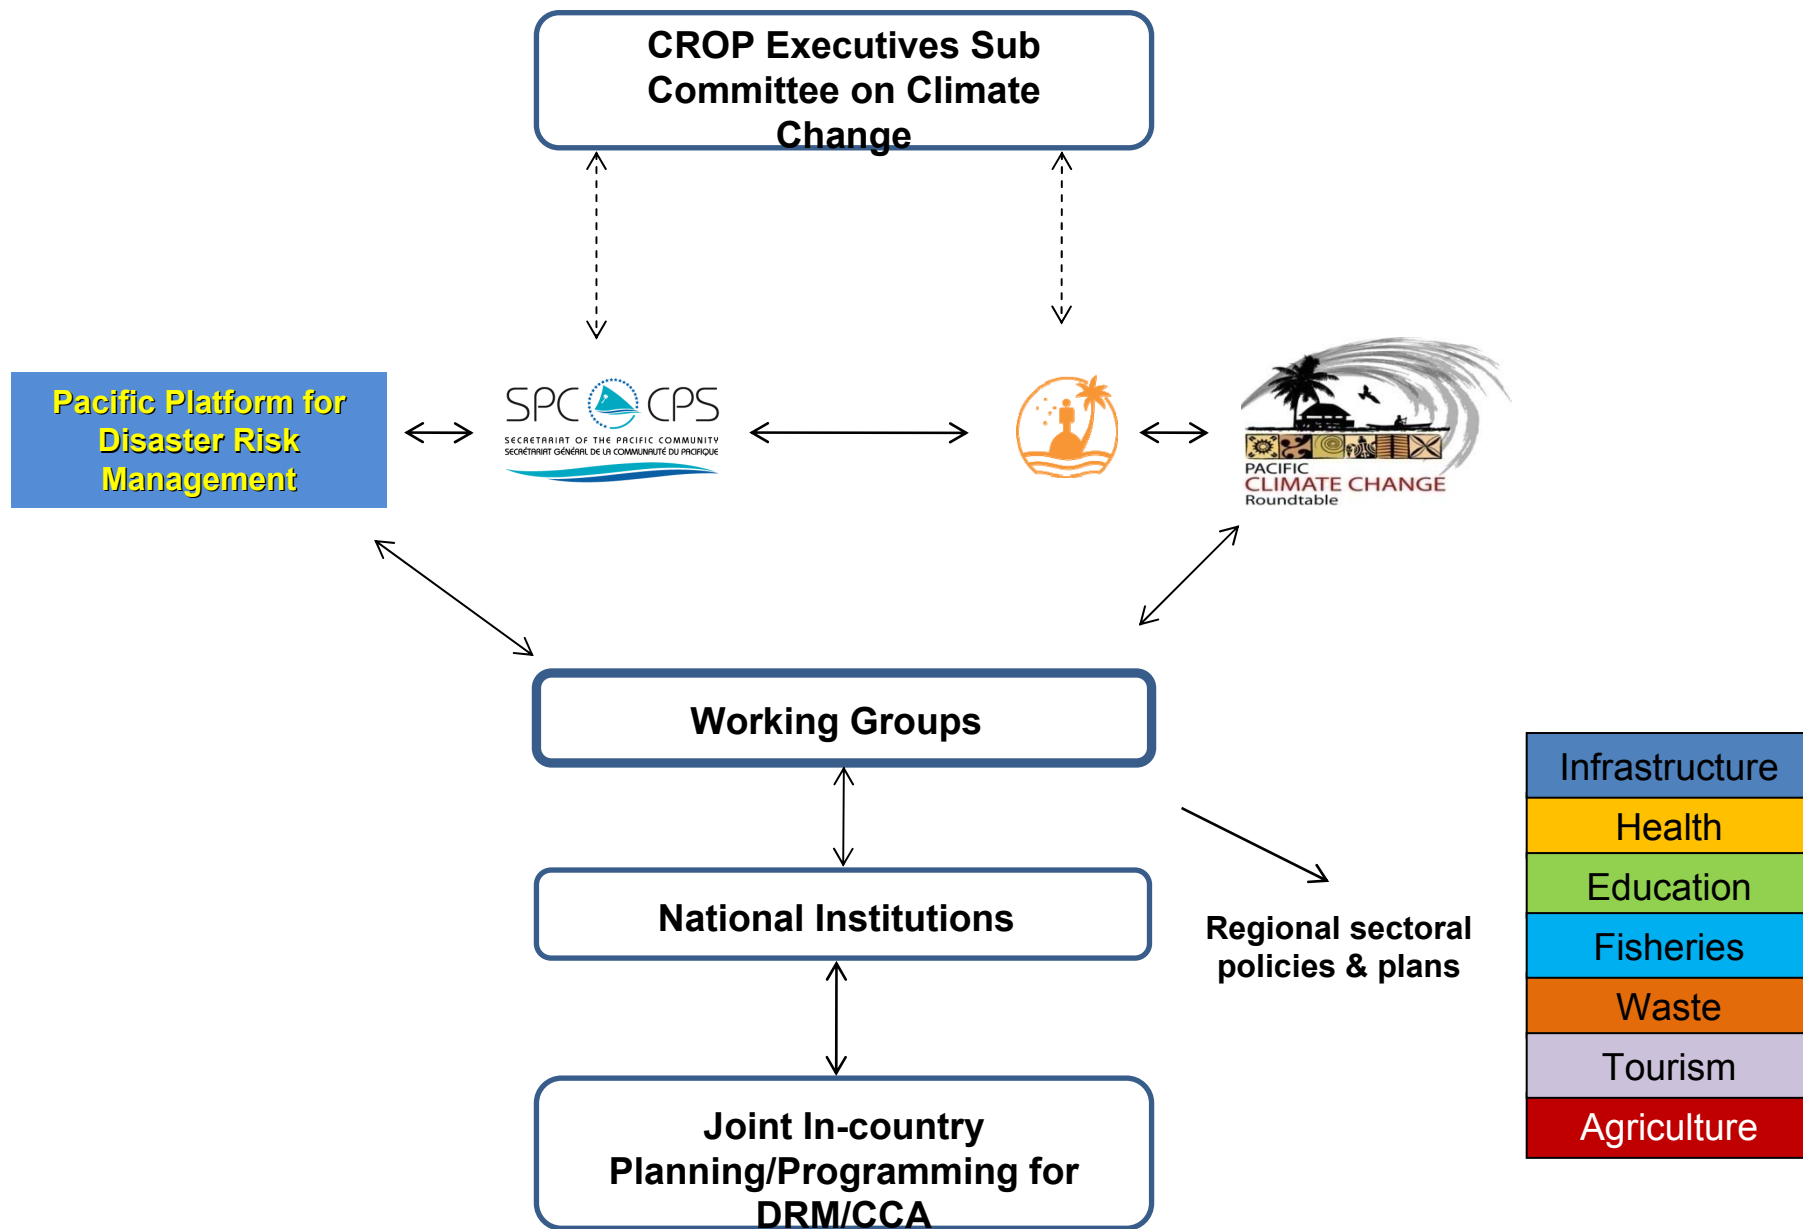 CROP Executives Sub
Committee on Climate
Change
Pacific Platform for
Disaster Risk
Management
SPC CPS
SECRETARIAT OF THE PACIFIC COMMUNITY
SECRÉTARIAT GÉNÉRAL DE LA COMMUNAUTÉ DU PACIFIQUE
PACIFIC
CLIMATE CHANGE
Roundtable
Working Groups
National Institutions
Regional sectoral
policies & plans
Joint In-country
Planning/Programming for
DRM/CCA
Infrastructure
Health
Education
Fisheries
Waste
Tourism
Agriculture